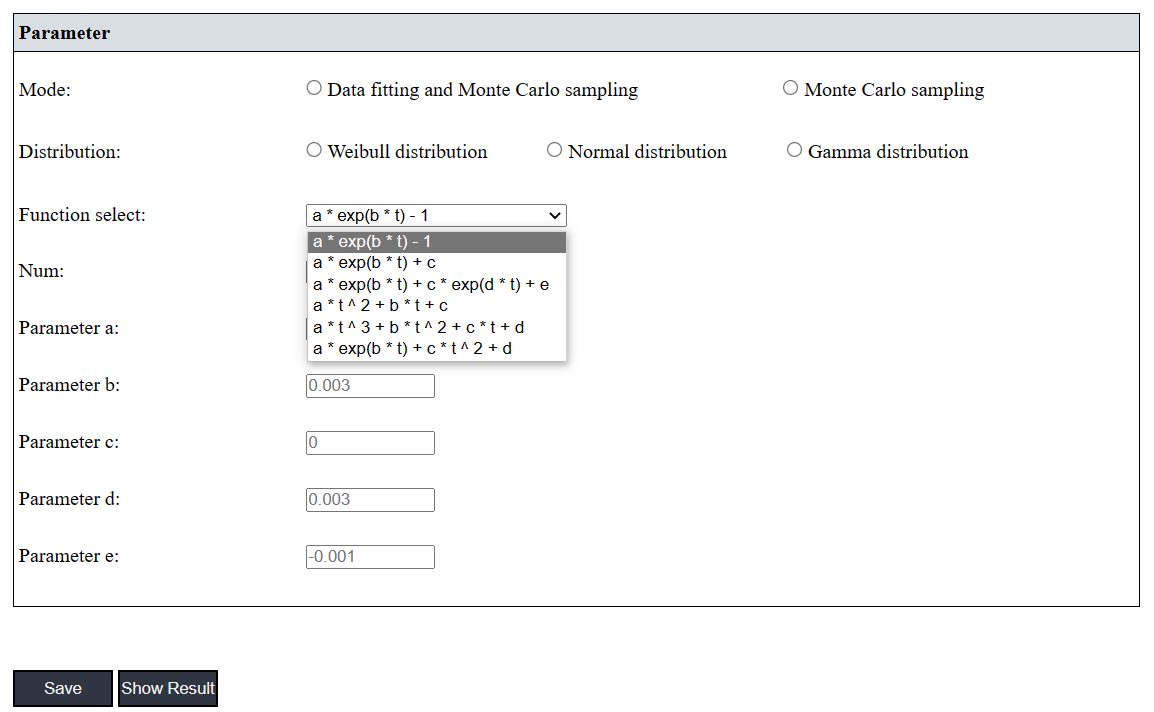 Parameter
Mode: Data fitting and Monte Carlo sampling Monte Carlo sampling
Distribution: Weibull distribution Normal distribution Gamma distribution
Function select: a * exp(b * t) - 1
a * exp(b * t) - 1
a * exp(b * t) + c
Num:
a * exp(b * t) + c * exp(d * t) + e
a * t ^ 2 + b * t + c
Parameter a:
a * t ^ 3 + b * t ^ 2 + c * t + d
a * exp(b * t) + c * t ^ 2 + d
Parameter b: 0.003
Parameter c: 0
Parameter d: 0.003
Parameter e: -0.001
Save Show Result